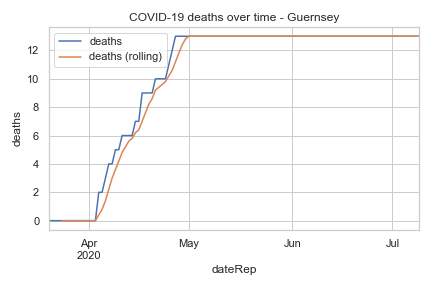 COVID-19 deaths over time - Guernsey
deaths
deaths (rolling)
deaths
12
10
8
6
4
2
0
Apr
2020
May
Jun
Jul
dateRep